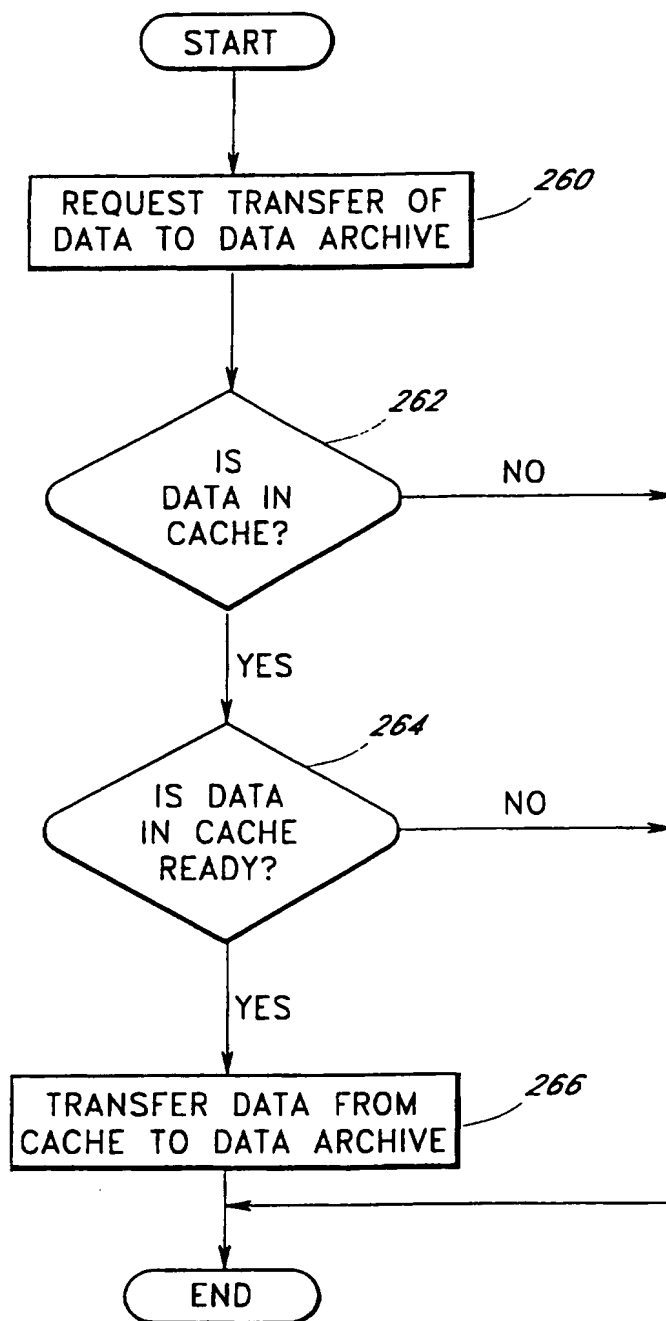 START
REQUEST TRANSFER OF
DATA TO DATA ARCHIVE
260
IS
DATA IN
CACHE?
262
NO
YES
IS DATA
IN CACHE
READY?
264
NO
YES
TRANSFER DATA FROM
CACHE TO DATA ARCHIVE
266
END